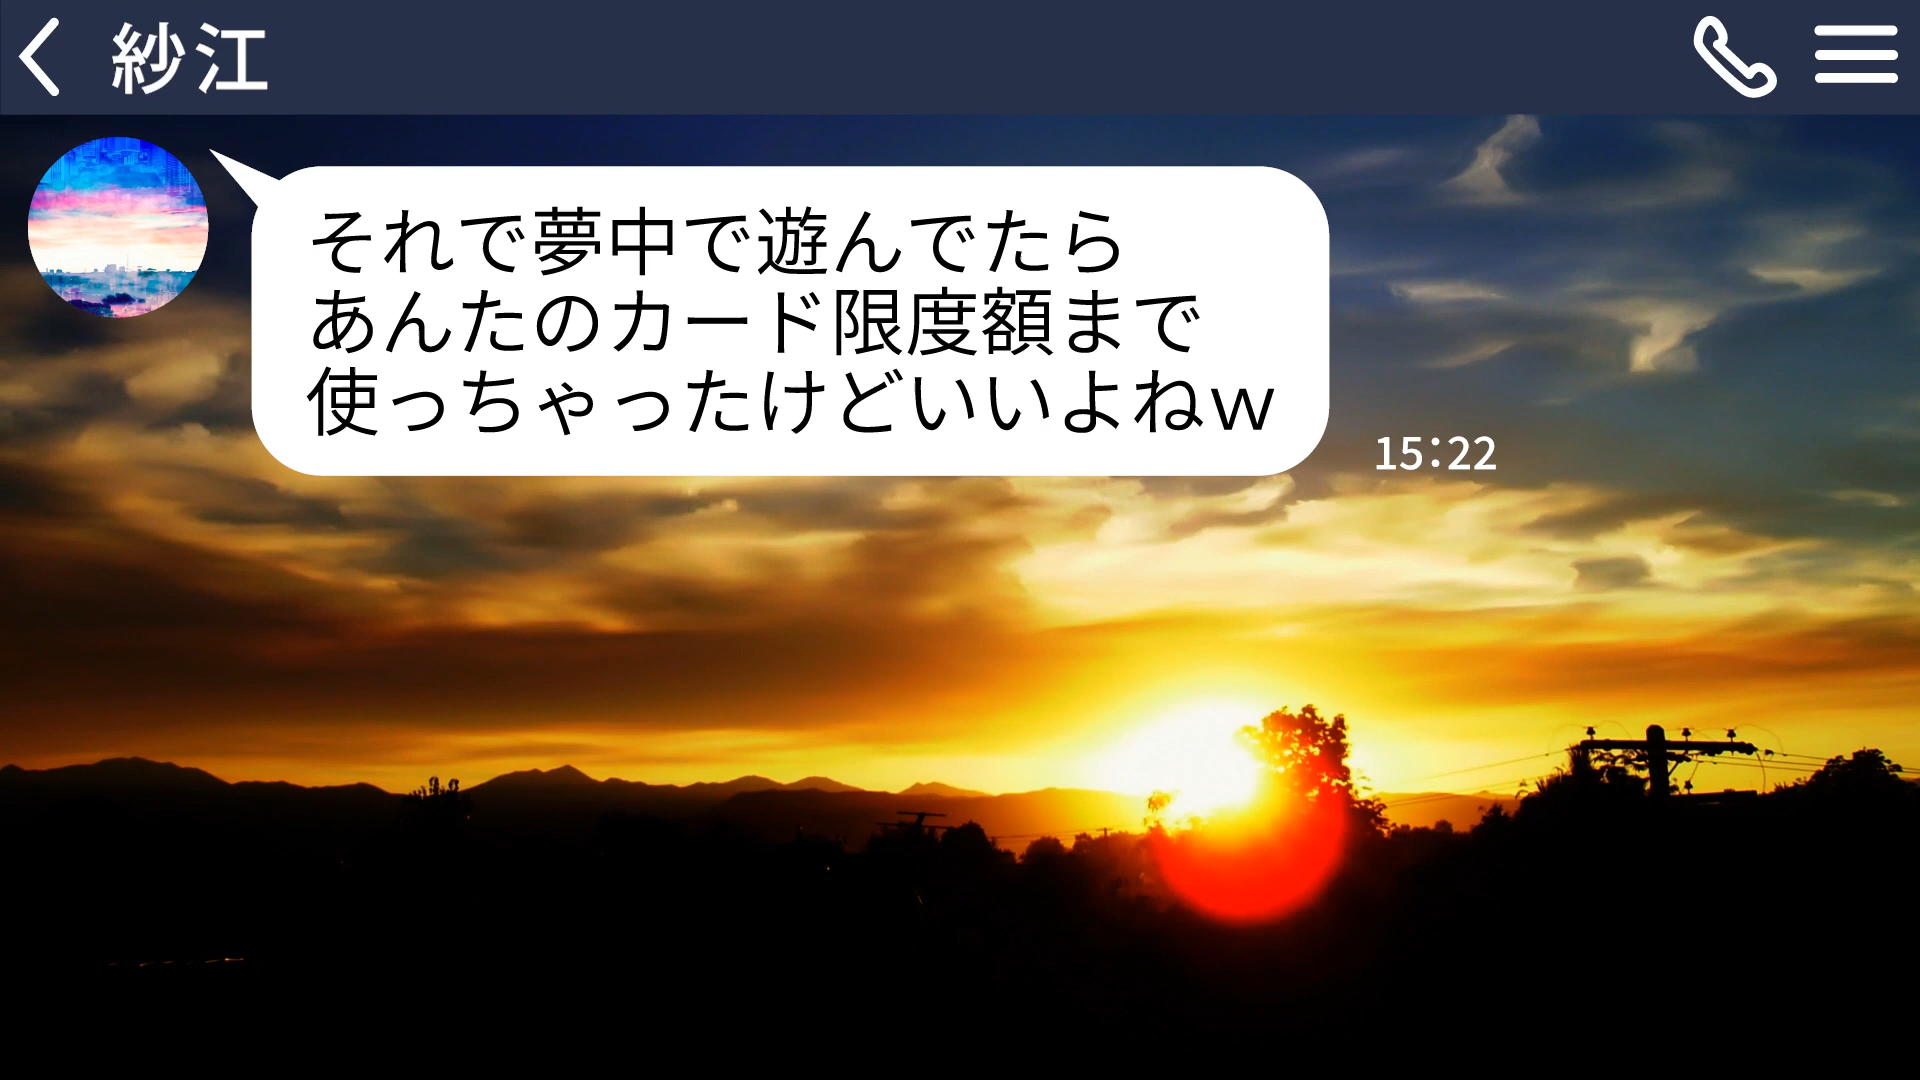 紗江
それで夢中で遊んでたら
あんたのカード限度額まで
使っちゃったけどいいよねｗ
15：22